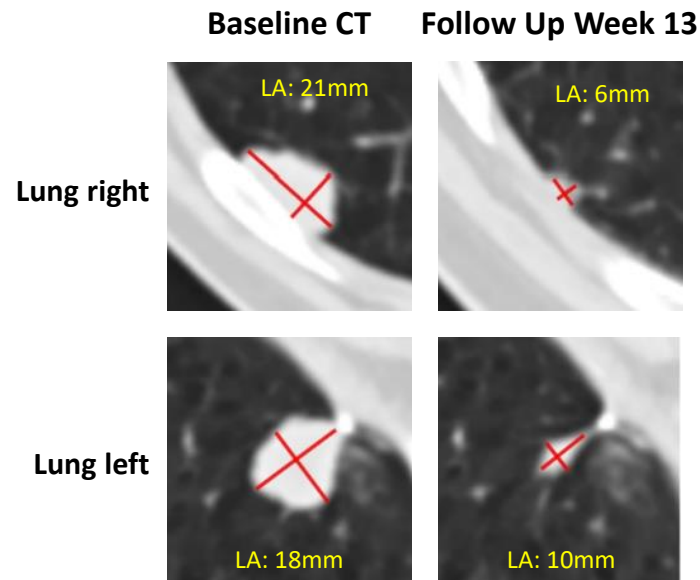 Baseline CT Follow Up Week 13
Lung right
LA: 21mm
LA: 6mm
Lung left
LA: 18mm
LA: 10mm